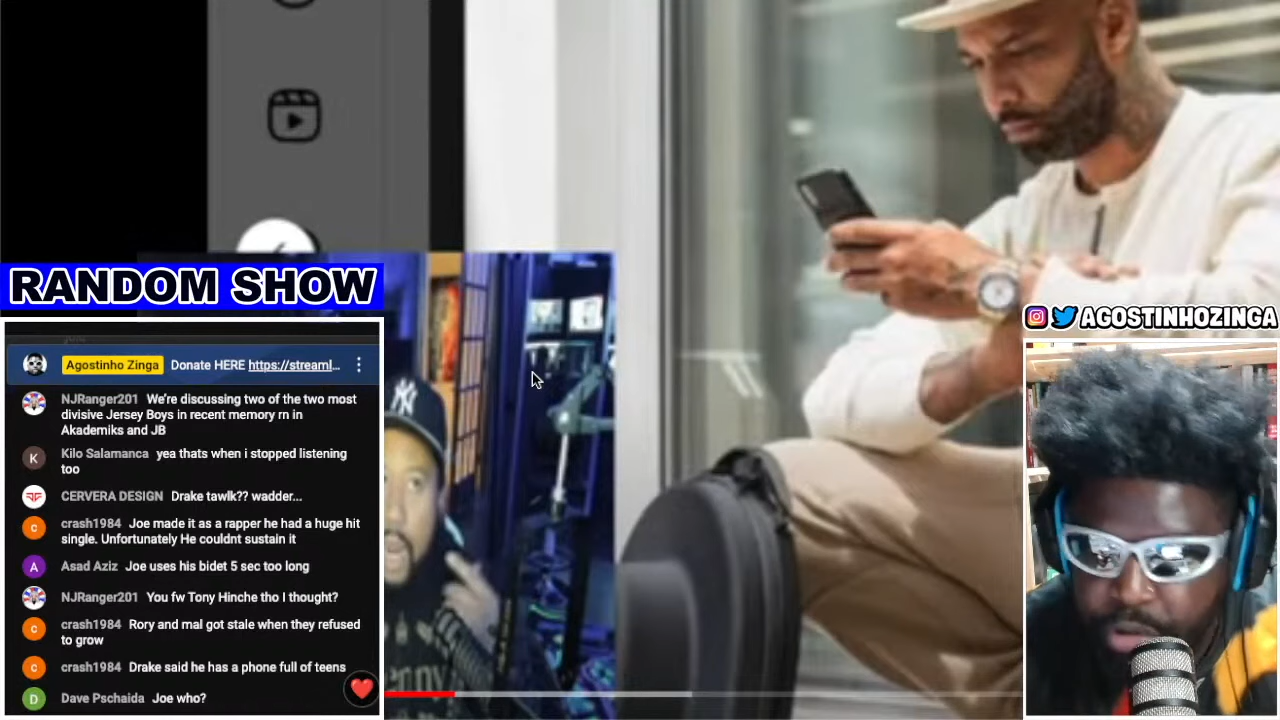 RANDOM SHOW
Agostinho Zinga Donate HERE https://streaml...
NJRanger201 We're discussing two of the two most
divisive Jersey Boys in recent memory rn in
Akademiks and JB
Kilo Salamanca yea thats when i stopped listening
too
CERVERA DESIGN Drake tawlk?? wadder...
crash1984 Joe made it as a rapper he had a huge hit
single. Unfortunately He couldnt sustain it
Asad Aziz Joe uses his bidet 5 sec too long
NJRanger201 You fw Tony Hinche tho I thought?
crash1984 Rory and mal got stale when they refused
to grow
crash1984 Drake said he has a phone full of teens
Dave Pschaida Joe who?
K
C
A
C
C
D
NY
@AGOSTINHOZINGA